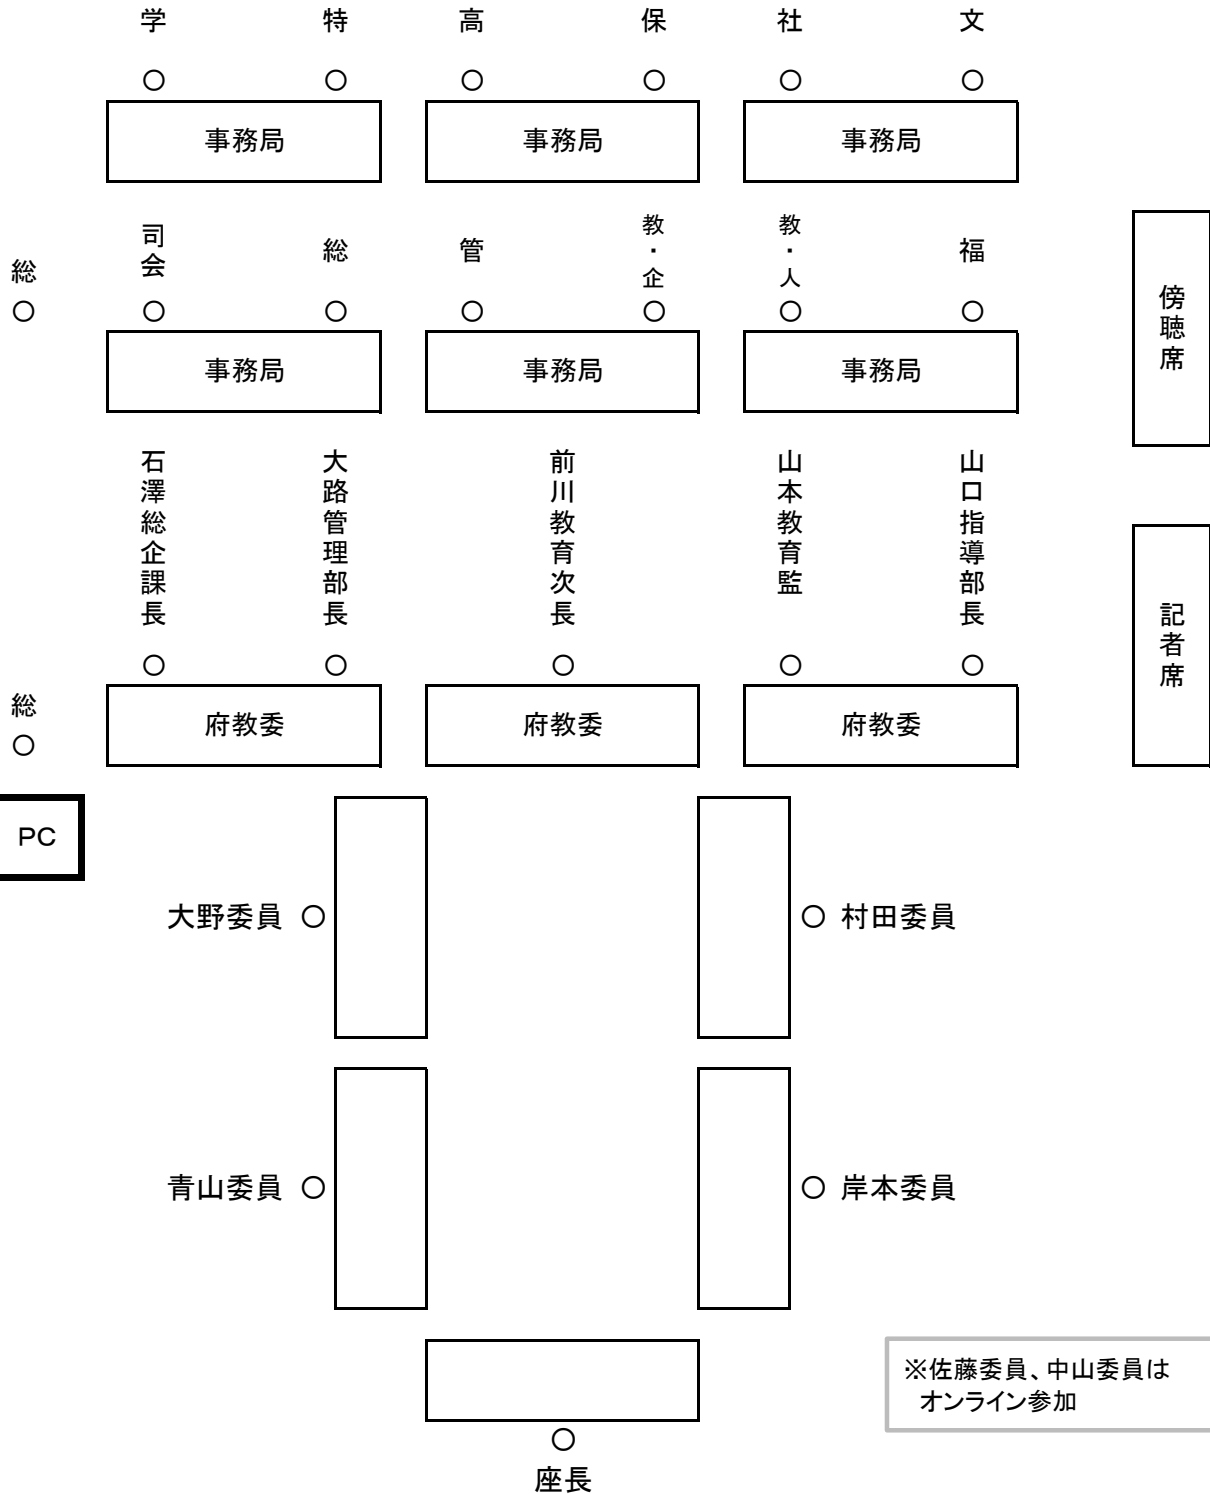 学 特 高 保 社 文
○ ○ ○ ○ ○ ○
事務局 事務局 事務局
司会 総 管 教・企 教・人 福
総
○ ○ ○ ○ ○ ○ ○
事務局 事務局 事務局
傍聴席
石澤総企課長 大路管理部長 前川教育次長 山本教育監 山口指導部長
○ ○ ○ ○ ○
記者席
総
○
府教委 府教委 府教委
PC
大野委員 ○ ○ 村田委員
青山委員 ○ ○ 岸本委員
※佐藤委員、中山委員は
オンライン参加
○
座長